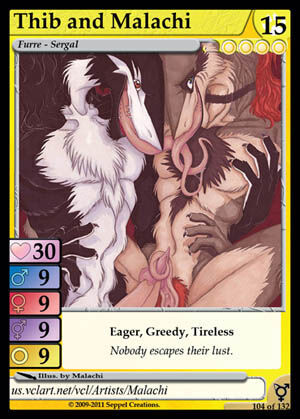 Thib and Malachi
15
Furre - Sergal
30
9
9
9
9
Eager, Greedy, Tireless
Nobody escapes their lust.
Illus. by Malachi
us.vclart.net/vcl/Artists/Malachi
© 2009-2011 Seppel Creations.
104 of 132